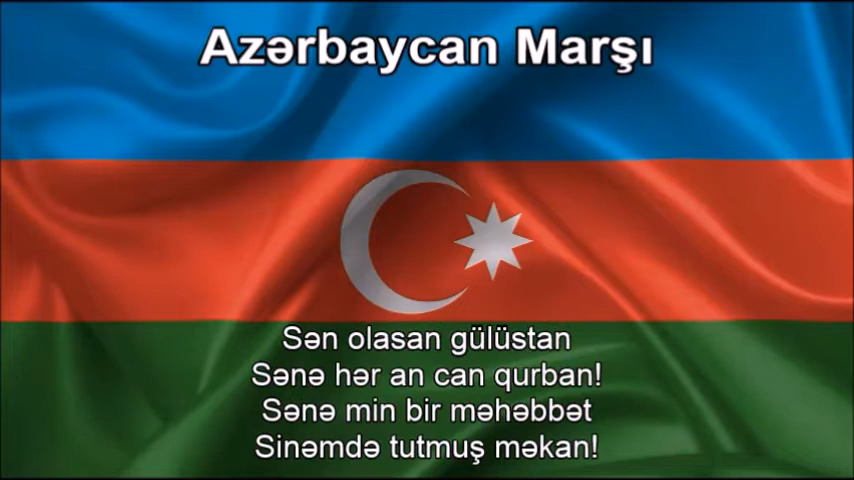 Azərbaycan Marşı
Sən olasan gülüstan
Sənə hər an can qurban!
Sənə min bir məhəbbət
Sinəmdə tutmuş məkan!